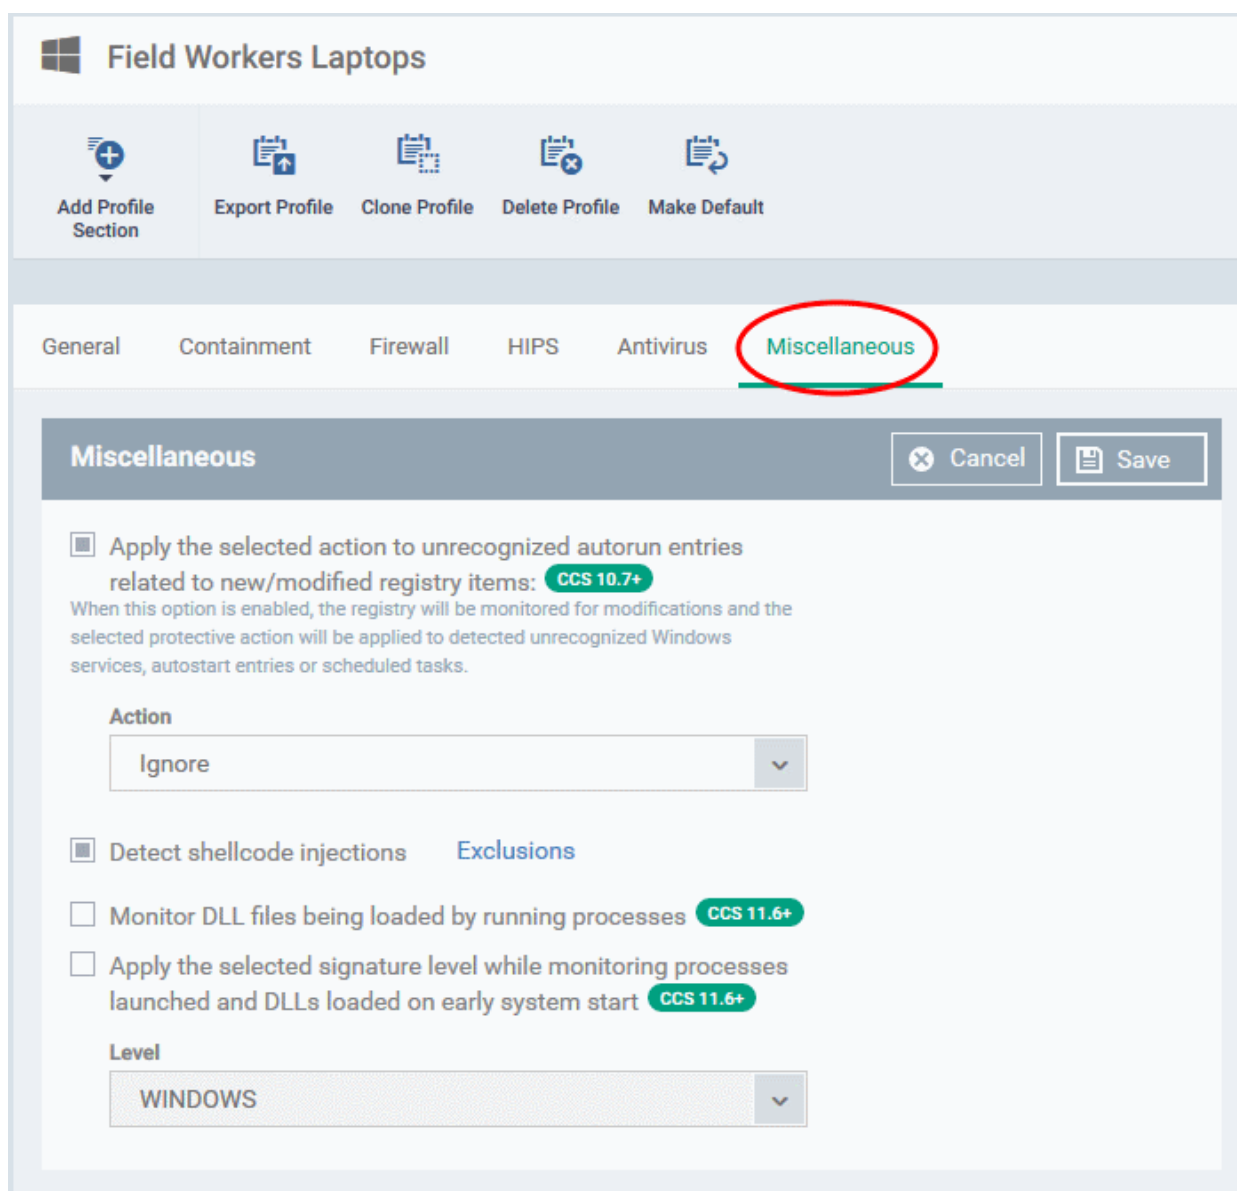 Field Workers Laptops
Add Profile
Section
Export Profile
Clone Profile
Delete Profile
Make Default
General
Containment
Firewall
HIPS
Antivirus
Miscellaneous
Miscellaneous
Cancel
Save
Apply the selected action to unrecognized autorun entries
related to new/modified registry items: CCS 10.7+
When this option is enabled, the registry will be monitored for modifications and the
selected protective action will be applied to detected unrecognized Windows
services, autostart entries or scheduled tasks.
Action
Ignore
Detect shellcode injections Exclusions
Monitor DLL files being loaded by running processes CCS 11.6+
Apply the selected signature level while monitoring processes
launched and DLLs loaded on early system start CCS 11.6+
Level
WINDOWS